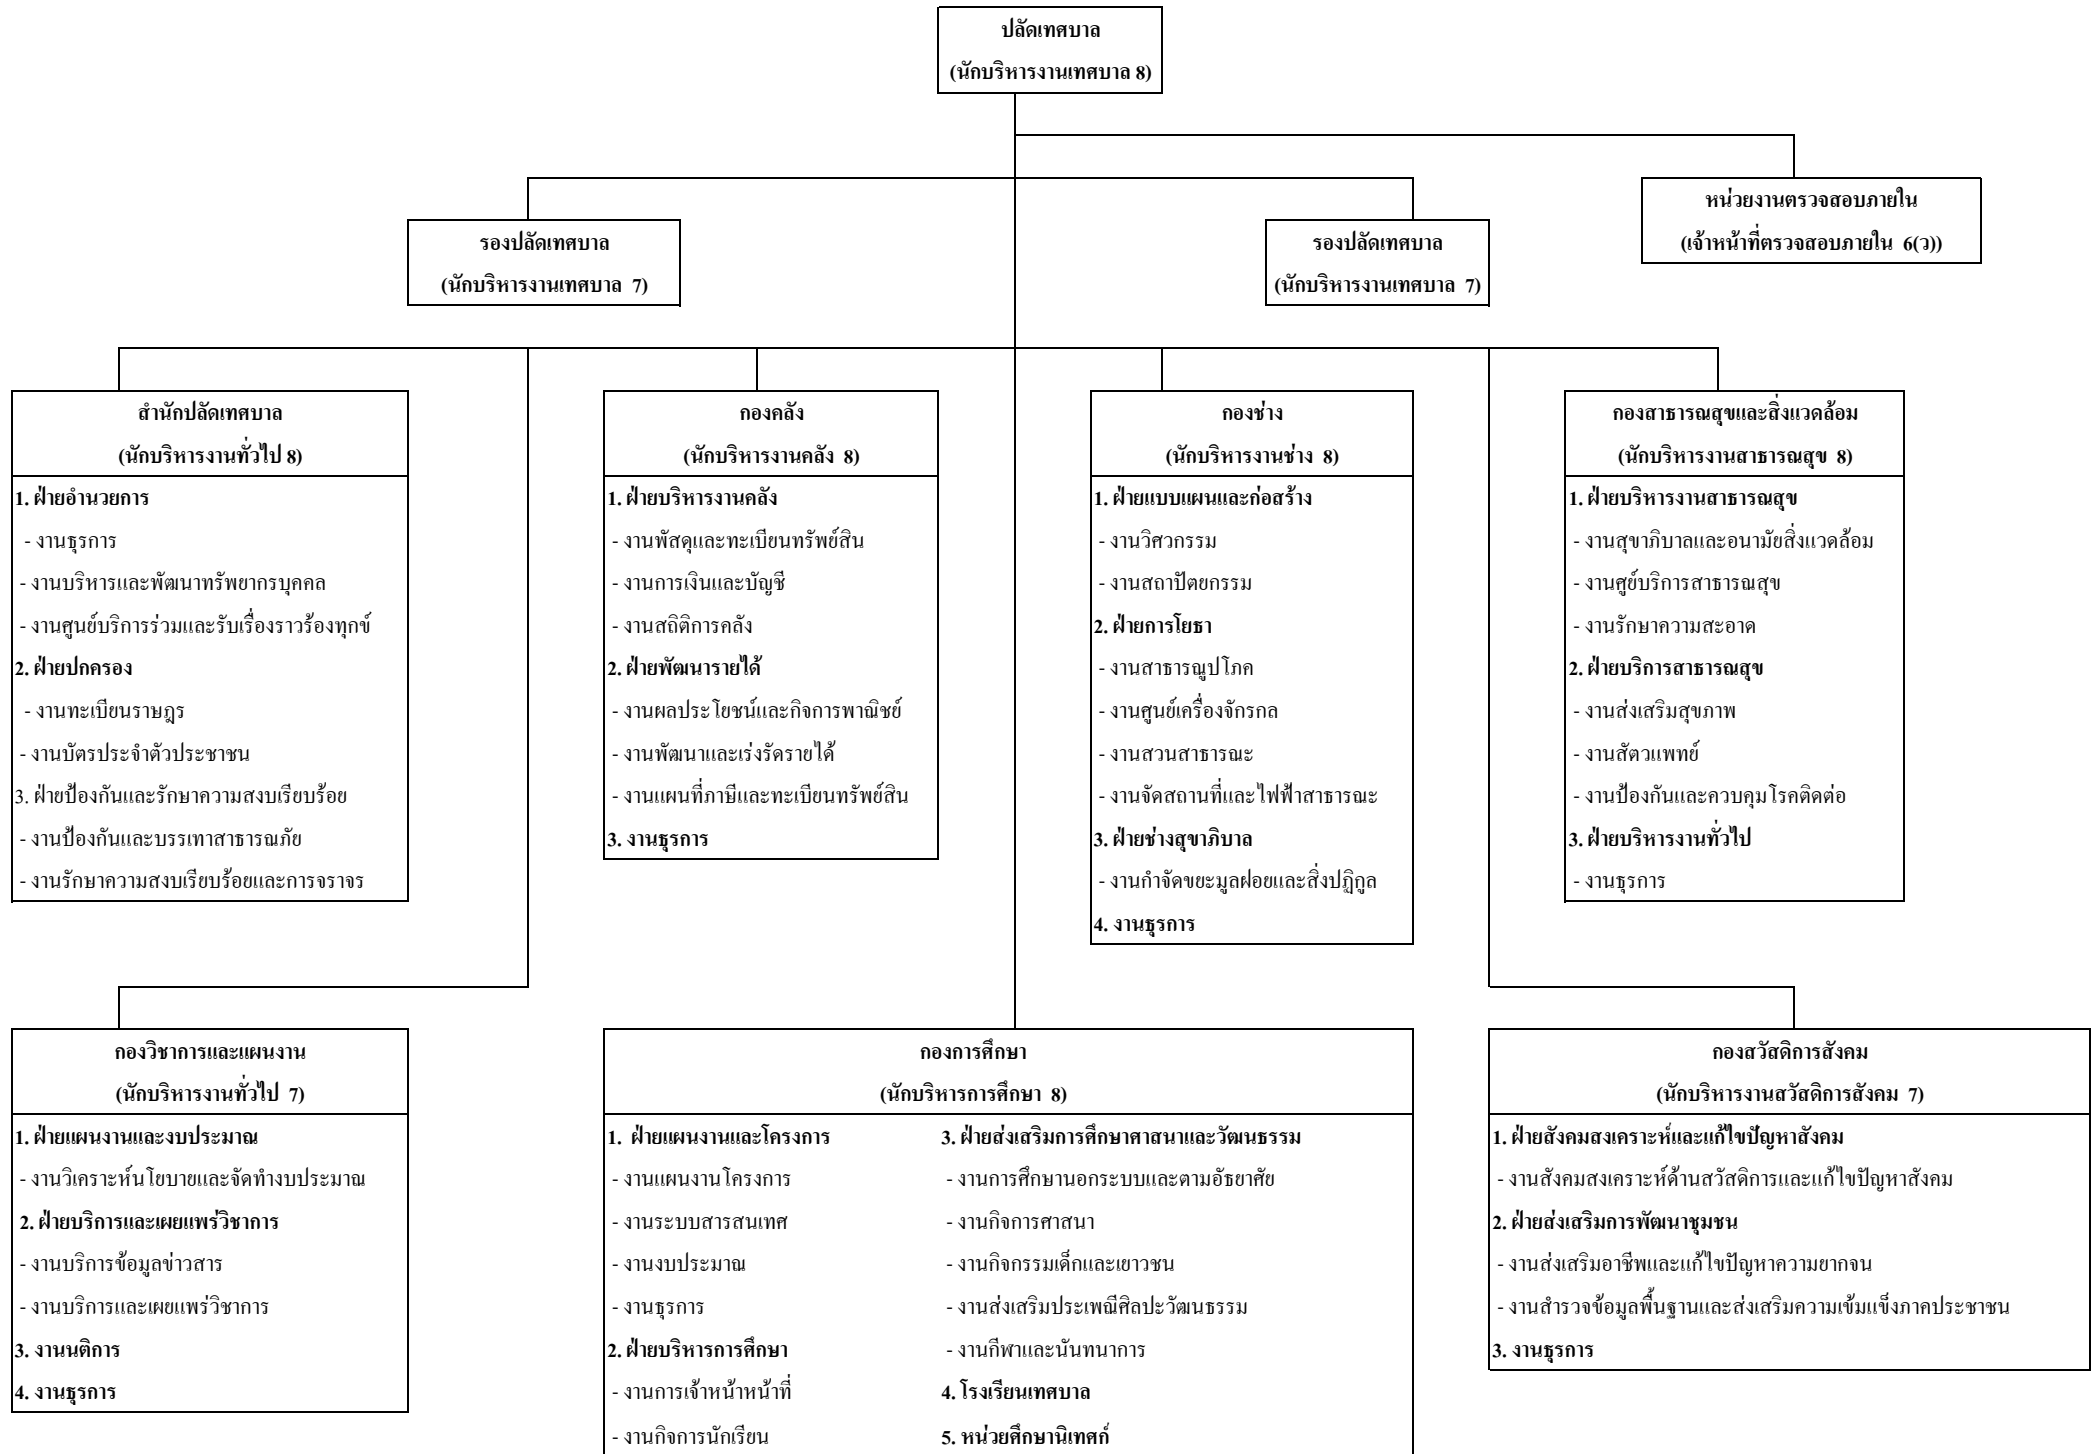 ปลัดเทศบาล
(นักบริหารงานเทศบาล 8)
หน่วยงานตรวจสอบภายใน
(เจ้าหน้าที่ตรวจสอบภายใน 6(ว))
รองปลัดเทศบาล
(นักบริหารงานเทศบาล 7)
รองปลัดเทศบาล
(นักบริหารงานเทศบาล 7)
สำนักปลัดเทศบาล
(นักบริหารงานทั่วไป 8)
1. ฝ่ายอำนวยการ
- งานธุรการ
- งานบริหารและพัฒนาทรัพยากรบุคคล
- งานศูนย์บริการร่วมและรับเรื่องราวร้องทุกข์
2. ฝ่ายปกครอง
- งานทะเบียนราษฎร
- งานบัตรประจำตัวประชาชน
3. ฝ่ายป้องกันและรักษาความสงบเรียบร้อย
- งานป้องกันและบรรเทาสาธารณภัย
- งานรักษาความสงบเรียบร้อยและการจราจร
กองคลัง
(นักบริหารงานคลัง 8)
1. ฝ่ายบริหารงานคลัง
- งานพัสดุและทะเบียนทรัพย์สิน
- งานการเงินและบัญชี
- งานสถิติการคลัง
2. ฝ่ายพัฒนารายได้
- งานผลประโยชน์และกิจการพาณิชย์
- งานพัฒนาและเร่งรัดรายได้
- งานแผนที่ภาษีและทะเบียนทรัพย์สิน
3. งานธุรการ
กองช่าง
(นักบริหารงานช่าง 8)
1. ฝ่ายแบบแผนและก่อสร้าง
- งานวิศวกรรม
- งานสถาปัตยกรรม
2. ฝ่ายการโยธา
- งานสาธารณูปโภค
- งานศูนย์เครื่องจักรกล
- งานสวนสาธารณะ
- งานจัดสถานที่และไฟฟ้าสาธารณะ
3. ฝ่ายช่างสุขาภิบาล
- งานกำจัดขยะมูลฝอยและสิ่งปฏิกูล
4. งานธุรการ
กองสาธารณสุขและสิ่งแวดล้อม
(นักบริหารงานสาธารณสุข 8)
1. ฝ่ายบริหารงานสาธารณสุข
- งานสุขาภิบาลและอนามัยสิ่งแวดล้อม
- งานศูย์บริการสาธารณสุข
- งานรักษาความสะอาด
2. ฝ่ายบริการสาธารณสุข
- งานส่งเสริมสุขภาพ
- งานสัตวแพทย์
- งานป้องกันและควบคุมโรคติดต่อ
3. ฝ่ายบริหารงานทั่วไป
- งานธุรการ
กองวิชาการและแผนงาน
(นักบริหารงานทั่วไป 7)
1. ฝ่ายแผนงานและงบประมาณ
- งานวิเคราะห์นโยบายและจัดทำงบประมาณ
2. ฝ่ายบริการและเผยแพร่วิชาการ
- งานบริการข้อมูลข่าวสาร
- งานบริการและเผยแพร่วิชาการ
3. งานนติการ
4. งานธุรการ
กองการศึกษา
(นักบริหารการศึกษา 8)
1. ฝ่ายแผนงานและโครงการ
- งานแผนงานโครงการ
- งานระบบสารสนเทศ
- งานงบประมาณ
- งานธุรการ
2. ฝ่ายบริหารการศึกษา
- งานการเจ้าหน้าหน้าที่
- งานกิจการนักเรียน
3. ฝ่ายส่งเสริมการศึกษาศาสนาและวัฒนธรรม
- งานการศึกษานอกระบบและตามอัธยาศัย
- งานกิจการศาสนา
- งานกิจกรรมเด็กและเยาวชน
- งานส่งเสริมประเพณีศิลปะวัฒนธรรม
- งานกีฬาและนันทนาการ
4. โรงเรียนเทศบาล
5. หน่วยศึกษานิเทศก์
กองสวัสดิการสังคม
(นักบริหารงานสวัสดิการสังคม 7)
1. ฝ่ายสังคมสงเคราะห์และแก้ไขปัญหาสังคม
- งานสังคมสงเคราะห์ด้านสวัสดิการและแก้ไขปัญหาสังคม
2. ฝ่ายส่งเสริมการพัฒนาชุมชน
- งานส่งเสริมอาชีพและแก้ไขปัญหาความยากจน
- งานสำรวจข้อมูลพื้นฐานและส่งเสริมความเข้มแข็งภาคประชาชน
3. งานธุรการ